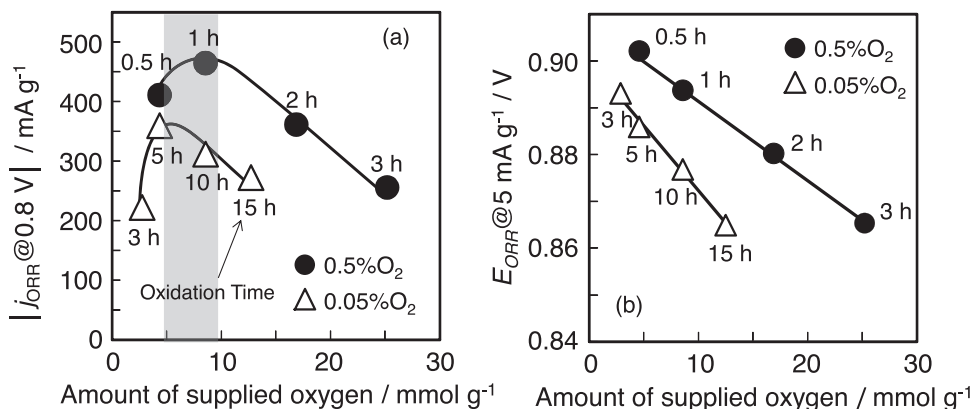 (a)
500
400
300
200
100
0
0 10 20 30
|jORR@0.8 V| / mA g-1
Amount of supplied oxygen / mmol g-1
0.5 h
1 h
2 h
3 h
3 h
5 h
10 h
15 h
Oxidation Time
0.5%O2
0.05%O2
(b)
0.90
0.88
0.86
0.84
0 10 20 30
EORR@5 mA g-1 / V
Amount of supplied oxygen / mmol g-1
0.5 h
1 h
2 h
3 h
3 h
5 h
10 h
15 h
0.5%O2
0.05%O2